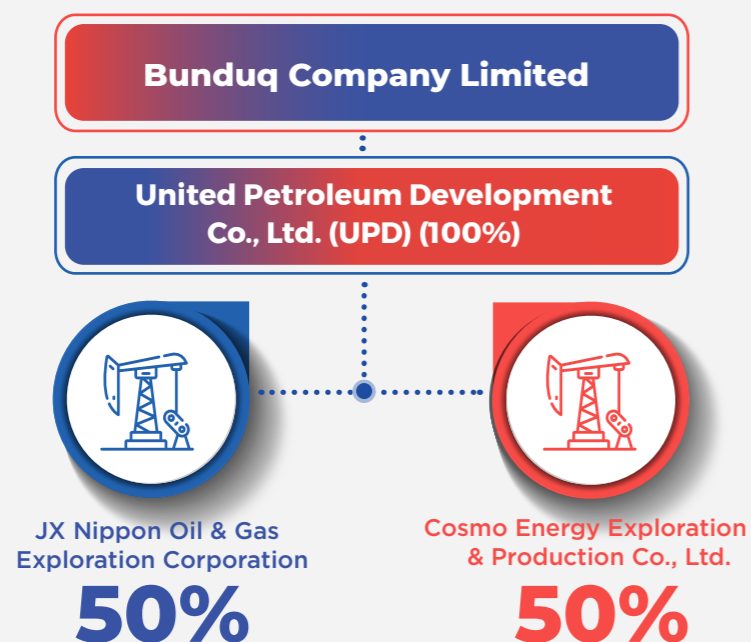 Bunduq Company Limited
United Petroleum Development
Co., Ltd. (UPD) (100%)
JX Nippon Oil & Gas
Exploration Corporation
50%
Cosmo Energy Exploration
& Production Co., Ltd.
50%